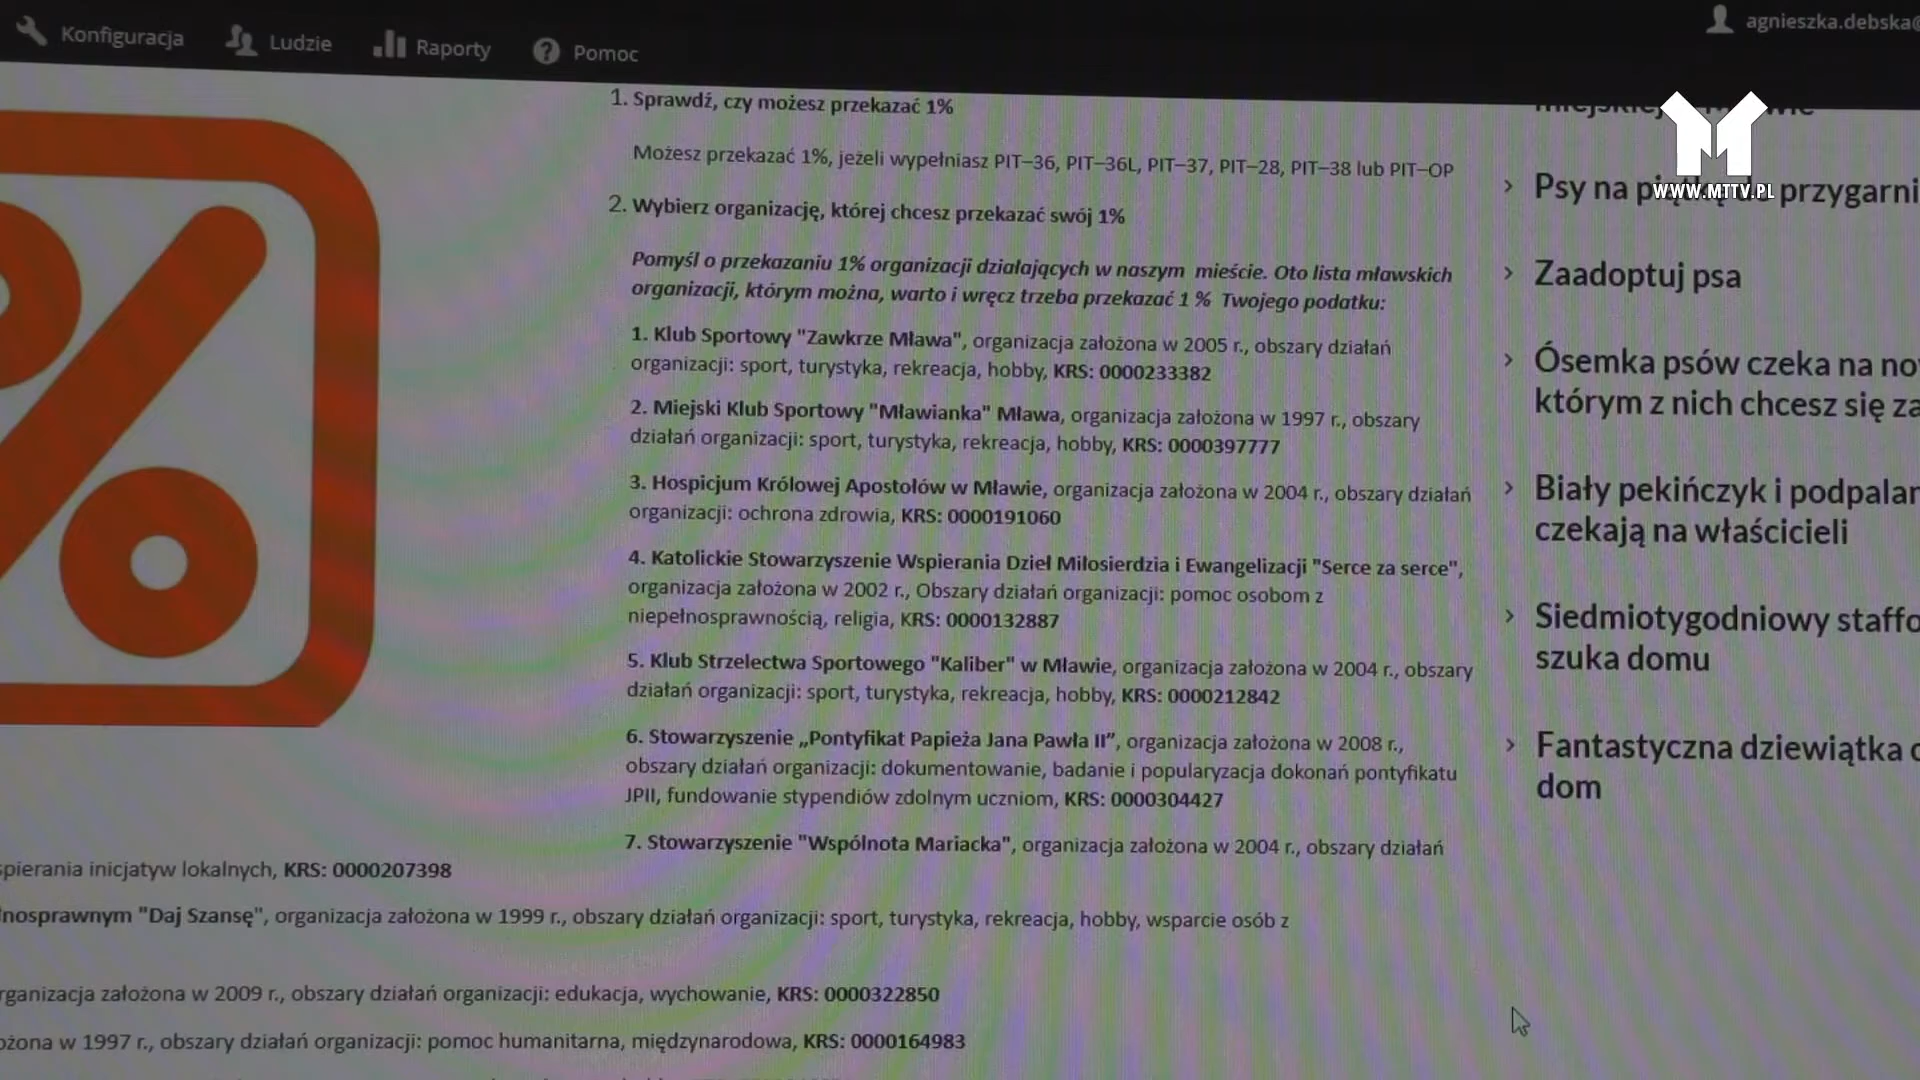 Konfiguracja
Ludzie
Raporty
Pomoc
agnieszka.debska@
1. Sprawdź, czy możesz przekazać 1%
Możesz przekazać 1%, jeżeli wypełniasz PIT–36, PIT–36L, PIT–37, PIT–28, PIT–38 lub PIT–OP
2. Wybierz organizację, której chcesz przekazać swój 1%
Pomyśl o przekazaniu 1% organizacji działających w naszym mieście. Oto lista mławskich
organizacji, którym można, warto i wręcz trzeba przekazać 1 % Twojego podatku:
1. Klub Sportowy "Zawkrze Mława", organizacja założona w 2005 r., obszary działań
organizacji: sport, turystyka, rekreacja, hobby, KRS: 0000233382
2. Miejski Klub Sportowy "Mławianka" Mława, organizacja założona w 1997 r., obszary
działań organizacji: sport, turystyka, rekreacja, hobby, KRS: 0000397777
3. Hospicjum Królowej Apostołów w Mławie, organizacja założona w 2004 r., obszary działań
organizacji: ochrona zdrowia, KRS: 0000191060
4. Katolickie Stowarzyszenie Wspierania Dzieł Miłosierdzia i Ewangelizacji "Serce za serce",
organizacja założona w 2002 r., Obszary działań organizacji: pomoc osobom z
niepełnosprawnością, religia, KRS: 0000132887
5. Klub Strzelectwa Sportowego "Kaliber" w Mławie, organizacja założona w 2004 r., obszary
działań organizacji: sport, turystyka, rekreacja, hobby, KRS: 0000212842
6. Stowarzyszenie „Pontyfikat Papieża Jana Pawła II”, organizacja założona w 2008 r.,
obszary działań organizacji: dokumentowanie, badanie i popularyzacja dokonań pontyfikatu
JPII, fundowanie stypendiów zdolnym uczniom, KRS: 0000304427
7. Stowarzyszenie "Wspólnota Mariacka", organizacja założona w 2004 r., obszary działań
spierania inicjatyw lokalnych, KRS: 0000207398
łnosprawnym "Daj Szansę", organizacja założona w 1999 r., obszary działań organizacji: sport, turystyka, rekreacja, hobby, wsparcie osób z
rganizacja założona w 2009 r., obszary działań organizacji: edukacja, wychowanie, KRS: 0000322850
ożona w 1997 r., obszary działań organizacji: pomoc humanitarna, międzynarodowa, KRS: 0000164983
WWW.MTTV.PL
Psy na przygarni
Zaadoptuj psa
Ósemka psów czeka na no
którym z nich chcesz się za
Biały pekińczyk i podpalan
czekają na właścicieli
Siedmiotygodniowy staffo
szuka domu
Fantastyczna dziewiątka
dom